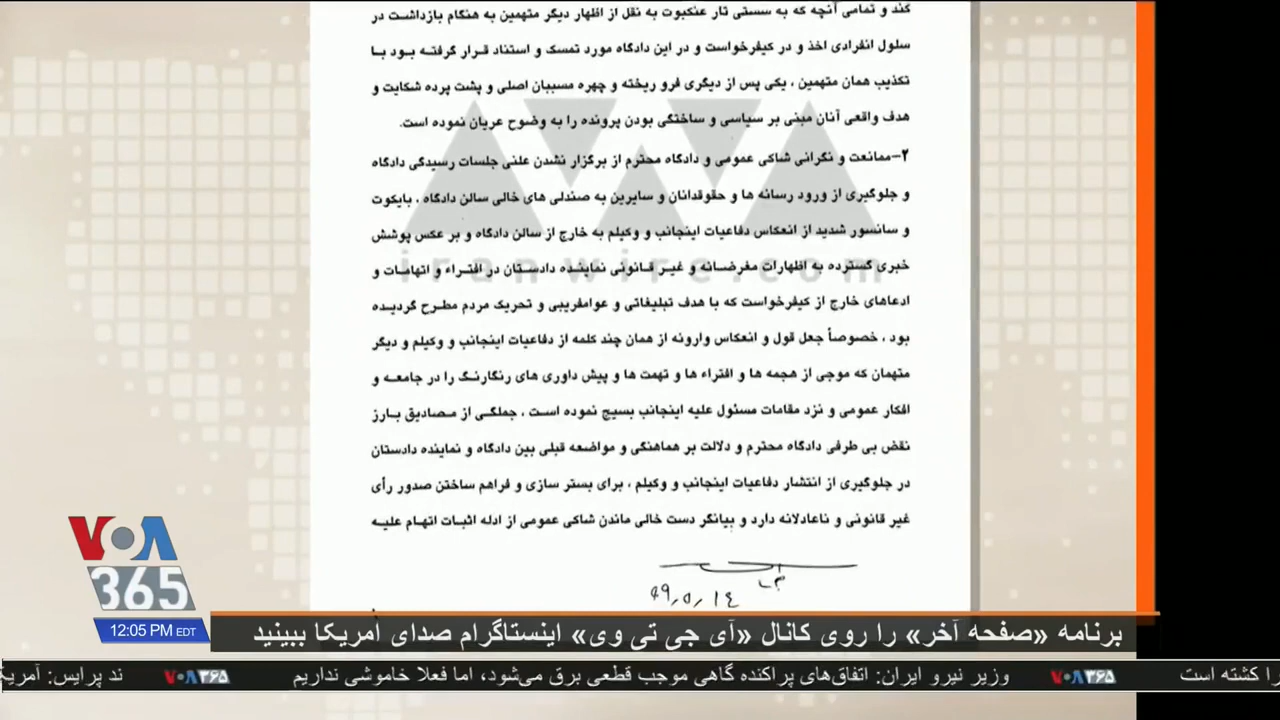 کند و تمامی آنچه که به سستی تار عنکبوت به نقل از اظهار دیگر متهمین به هنگام بازداشت در
سلول انفرادی اخذ و در کیفرخواست و در این دادگاه مورد تمسک و استناد قرار گرفته بود با
تکذیب همان متهمین ، یکی پس از دیگری فرو ریخته و چهره مسببان اصلی و پشت پرده شکایت و
هدف واقعی آنان مبنی بر سیاسی و ساختگی بودن پرونده را به وضوح عریان نموده است.
۲-ممانعت و نگرانی شاکی عمومی و دادگاه محترم از برگزار نشدن علنی جلسات رسیدگی دادگاه
و جلوگیری از ورود رسانه ها و حقوقدانان و سایرین به صندلی های خالی سالن دادگاه ، بایکوت
و سانسور شدید از انعکاس دفاعیات اینجانب و وکیلم به خارج از سالن دادگاه و بر عکس پوشش
خبری گسترده به اظهارات مغرضانه و غیر قانونی نماینده دادستان در افتراء و اتهامات و
iranwire.com
ادعاهای خارج از کیفرخواست که با هدف تبلیغاتی و عوامفریبی و تحریک مردم مطرح گردیده
بود ، خصوصاً جعل قول و انعکاس وارونه از همان چند کلمه از دفاعیات اینجانب و وکیلم و دیگر
متهمان که موجی از هجمه ها و افتراء ها و تهمت ها و پیش داوری های رنگارنگ را در جامعه و
افکار عمومی و نزد مقامات مسئول علیه اینجانب بسیج نموده است ، جملگی از مصادیق بارز
نقض بی طرفی دادگاه محترم و دلالت بر هماهنگی و مواضعه قبلی بین دادگاه و نماینده دادستان
در جلوگیری از انتشار دفاعیات اینجانب و وکیلم ، برای بستر سازی و فراهم ساختن صدور رأی
غیر قانونی و ناعادلانه دارد و بیانگر دست خالی ماندن شاکی عمومی از ادله اثبات اتهام علیه
۹۹,۵,۱۴
VOA
365
12:05 PM EDT
برنامه «صفحه آخر» را روی کانال «آی جی تی وی» اینستاگرام صدای آمریکا ببینید
را کشته است VOA۳۶۵ وزیر نیرو ایران: اتفاق‌های پراکنده گاهی موجب قطعی برق می‌شود، اما فعلا خاموشی نداریم VOA۳۶۵ ند پرایس: آمریکا